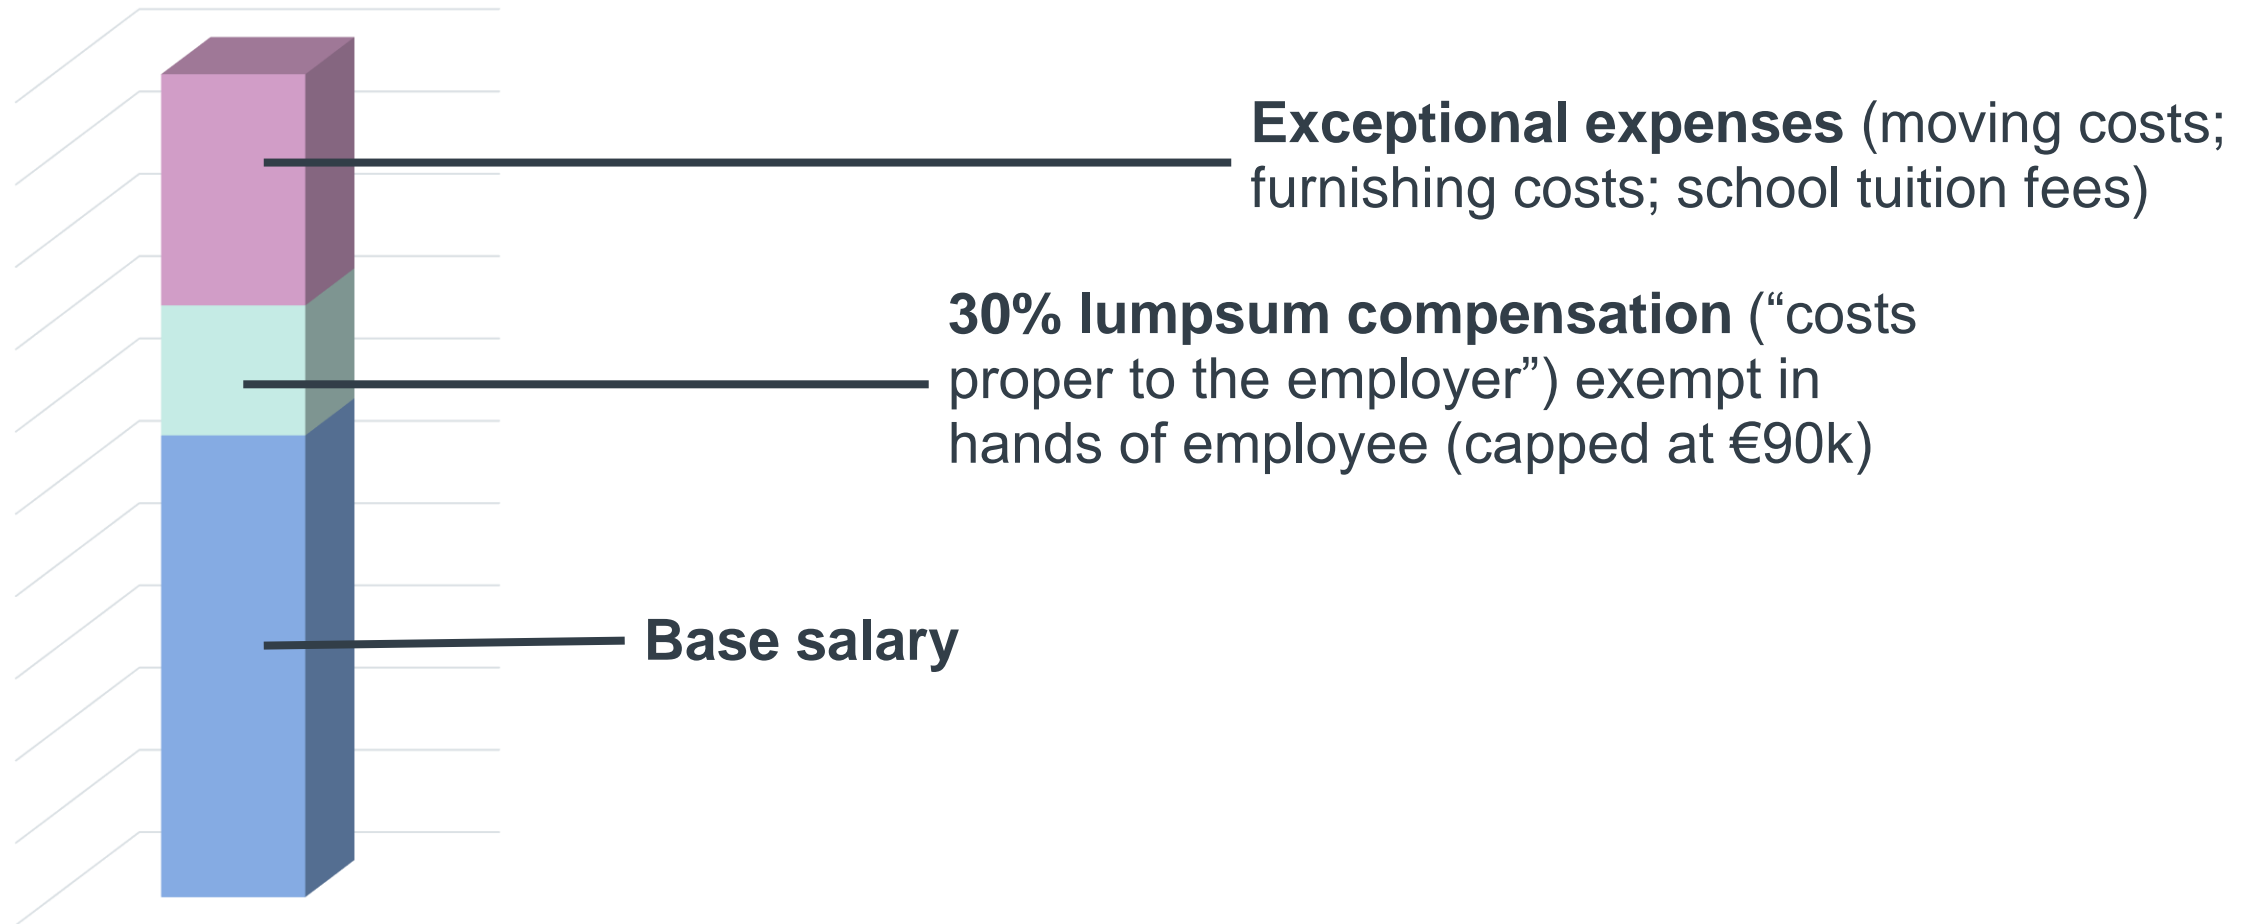 Exceptional expenses (moving costs;
furnishing costs; school tuition fees)
30% lumpsum compensation (“costs
proper to the employer”) exempt in
hands of employee (capped at €90k)
Base salary